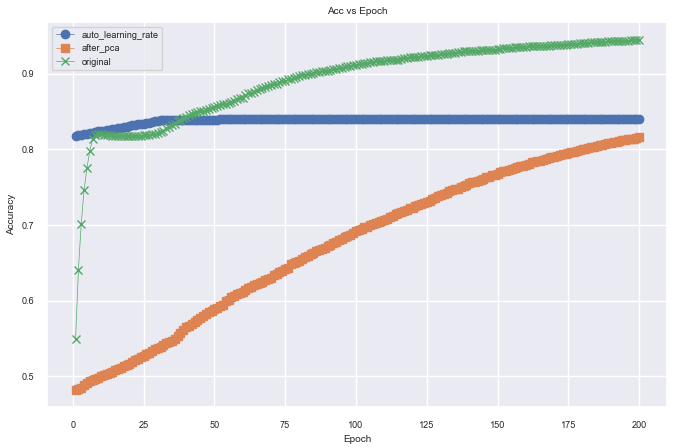 Acc vs Epoch
auto_learning_rate
after_pca
original
0.9
0.8
0.7
0.6
0.5
Accuracy
0 25 50 75 100 125 150 175 200
Epoch